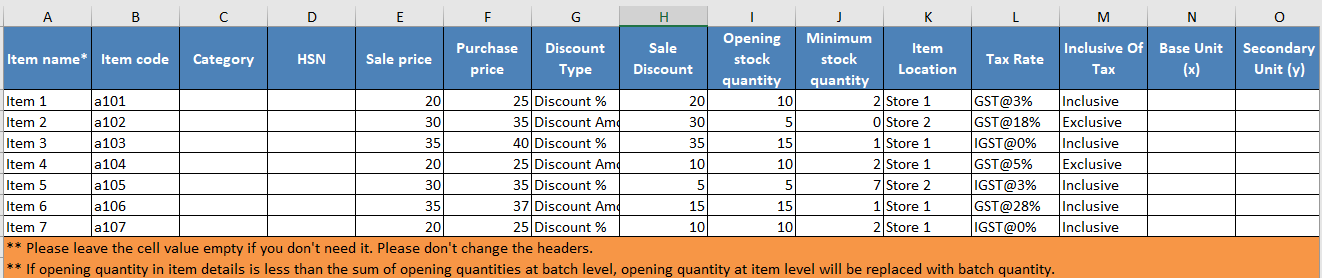 A B C D E F G H I J K L M N O
Item name* Item code Category HSN Sale price Purchase price Discount Type Sale Discount Opening stock quantity Minimum stock quantity Item Location Tax Rate Inclusive Of Tax Base Unit (x) Secondary Unit (y)
Item 1 a101 20 25 Discount % 20 10 2 Store 1 GST@3% Inclusive
Item 2 a102 30 35 Discount Amo 30 5 0 Store 2 GST@18% Exclusive
Item 3 a103 35 40 Discount % 35 15 1 Store 1 IGST@0% Inclusive
Item 4 a104 20 25 Discount Amo 10 10 2 Store 1 GST@5% Exclusive
Item 5 a105 30 35 Discount % 5 5 7 Store 2 IGST@3% Inclusive
Item 6 a106 35 37 Discount Amo 15 15 1 Store 1 GST@28% Inclusive
Item 7 a107 20 25 Discount % 10 10 2 Store 1 IGST@0% Inclusive
** Please leave the cell value empty if you don't need it. Please don't change the headers.
** If opening quantity in item details is less than the sum of opening quantities at batch level, opening quantity at item level will be replaced with batch quantity.